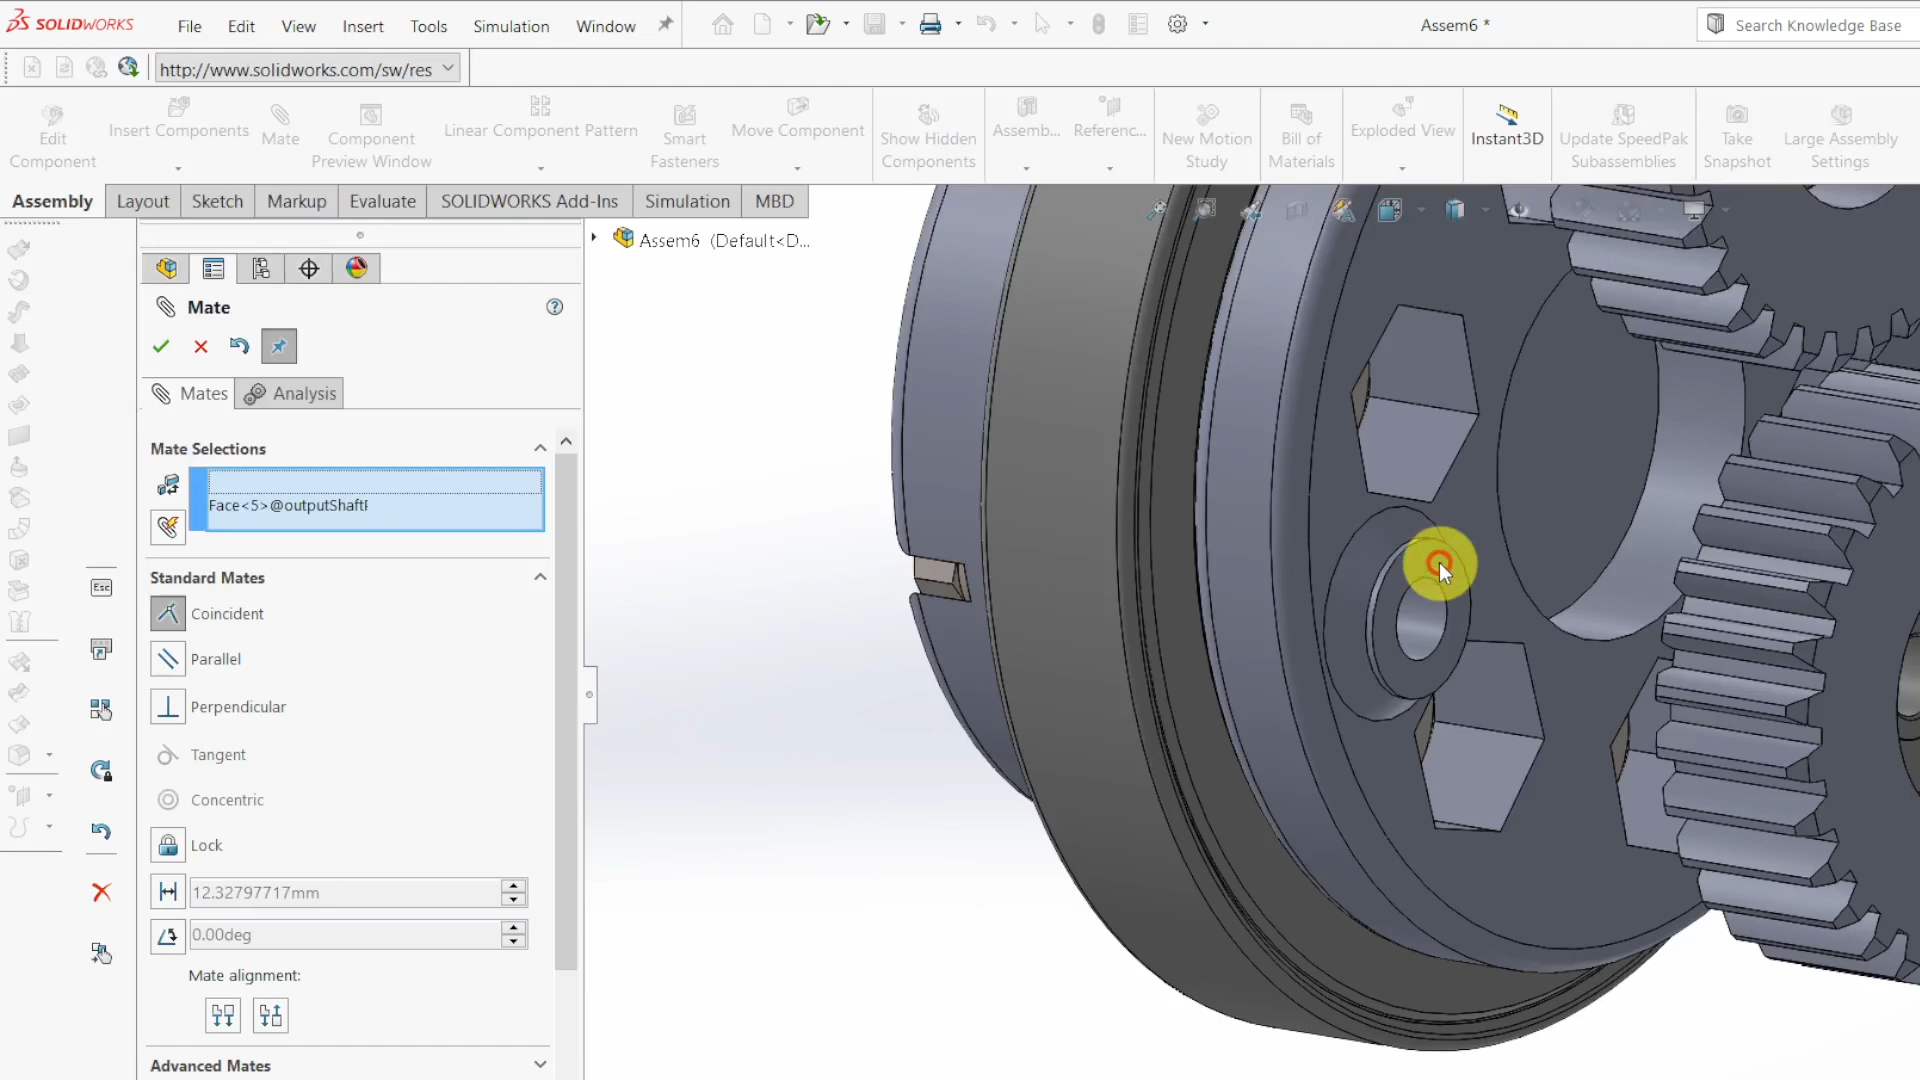 SOLIDWORKS File Edit View Insert Tools Simulation Window Assem6 * Search Knowledge Base
http://www.solidworks.com/sw/res
Edit Component
Insert Components
Mate
Component Preview Window
Linear Component Pattern
Smart Fasteners
Move Component
Show Hidden Components
Assemb...
Referenc...
New Motion Study
Bill of Materials
Exploded View
Instant3D
Update SpeedPak Subassemblies
Take Snapshot
Large Assembly Settings
Assembly Layout Sketch Markup Evaluate SOLIDWORKS Add-Ins Simulation MBD
Assem6 (Default<D...
Mate
Mates Analysis
Mate Selections
Face<5>@outputShaft
Standard Mates
Coincident
Esc
Parallel
Perpendicular
Tangent
Concentric
Lock
12.32797717mm
0.00deg
Mate alignment:
Advanced Mates